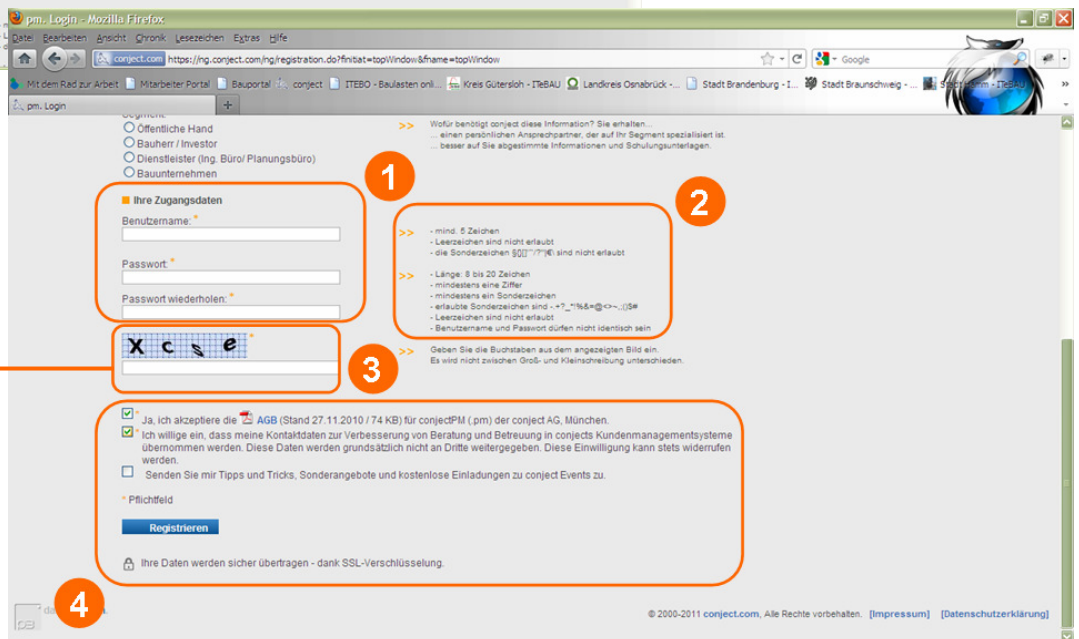 pm. Login - Mozilla Firefox
Datei Bearbeiten Ansicht Chronik Lesezeichen Extras Hilfe
conject.com https://ng.conject.com/ng/registration.do?finitiat=topWindow&fname=topWindow
Google
Mit dem Rad zur Arbeit Mitarbeiter Portal Bauportal conject ITEBO - Baulasten onli... Kreis Gütersloh - ITeBAU Landkreis Osnabrück -... Stadt Brandenburg - I... Stadt Braunschweig - ...
pm. Login
Segment:
Öffentliche Hand
Bauherr / Investor
Dienstleister (Ing. Büro/ Planungsbüro)
Bauunternehmen
>> Wofür benötigt conject diese Information? Sie erhalten...
... einen persönlichen Ansprechpartner, der auf Ihr Segment spezialisiert ist.
... besser auf Sie abgestimmte Informationen und Schulungsunterlagen.
1
Ihre Zugangsdaten
Benutzername: *
2
>> - mind. 5 Zeichen
- Leerzeichen sind nicht erlaubt
- die Sonderzeichen sind nicht erlaubt
Passwort: *
>> - Länge: 8 bis 20 Zeichen
- mindestens eine Ziffer
- mindestens ein Sonderzeichen
- erlaubte Sonderzeichen sind -.+?_*!%&=@<>~,;()$#
- Leerzeichen sind nicht erlaubt
- Benutzername und Passwort dürfen nicht identisch sein
Passwort wiederholen: *
X c s e *
3
>> Geben Sie die Buchstaben aus dem angezeigten Bild ein.
Es wird nicht zwischen Groß- und Kleinschreibung unterschieden.
* Ja, ich akzeptiere die AGB (Stand 27.11.2010 / 74 KB) für conjectPM (.pm) der conject AG, München.
* Ich willige ein, dass meine Kontaktdaten zur Verbesserung von Beratung und Betreuung in conjects Kundenmanagementsysteme
übernommen werden. Diese Daten werden grundsätzlich nicht an Dritte weitergegeben. Diese Einwilligung kann stets widerrufen
werden.
Senden Sie mir Tipps und Tricks, Sonderangebote und kostenlose Einladungen zu conject Events zu.
* Pflichtfeld
Registrieren
Ihre Daten werden sicher übertragen - dank SSL-Verschlüsselung.
4
© 2000-2011 conject.com, Alle Rechte vorbehalten. [Impressum] [Datenschutzerklärung]